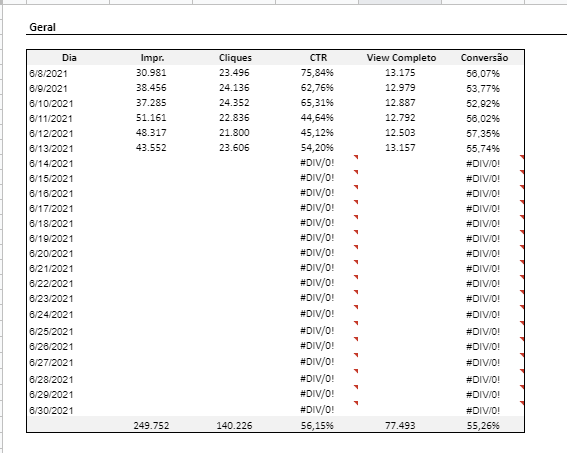 Geral
Dia Impr. Cliques CTR View Completo Conversão
6/8/2021 30.981 23.496 75,84% 13.175 56,07%
6/9/2021 38.456 24.136 62,76% 12.979 53,77%
6/10/2021 37.285 24.352 65,31% 12.887 52,92%
6/11/2021 51.161 22.836 44,64% 12.792 56,02%
6/12/2021 48.317 21.800 45,12% 12.503 57,35%
6/13/2021 43.552 23.606 54,20% 13.157 55,74%
6/14/2021 #DIV/0! #DIV/0!
6/15/2021 #DIV/0! #DIV/0!
6/16/2021 #DIV/0! #DIV/0!
6/17/2021 #DIV/0! #DIV/0!
6/18/2021 #DIV/0! #DIV/0!
6/19/2021 #DIV/0! #DIV/0!
6/20/2021 #DIV/0! #DIV/0!
6/21/2021 #DIV/0! #DIV/0!
6/22/2021 #DIV/0! #DIV/0!
6/23/2021 #DIV/0! #DIV/0!
6/24/2021 #DIV/0! #DIV/0!
6/25/2021 #DIV/0! #DIV/0!
6/26/2021 #DIV/0! #DIV/0!
6/27/2021 #DIV/0! #DIV/0!
6/28/2021 #DIV/0! #DIV/0!
6/29/2021 #DIV/0! #DIV/0!
6/30/2021 #DIV/0! #DIV/0!
249.752 140.226 56,15% 77.493 55,26%